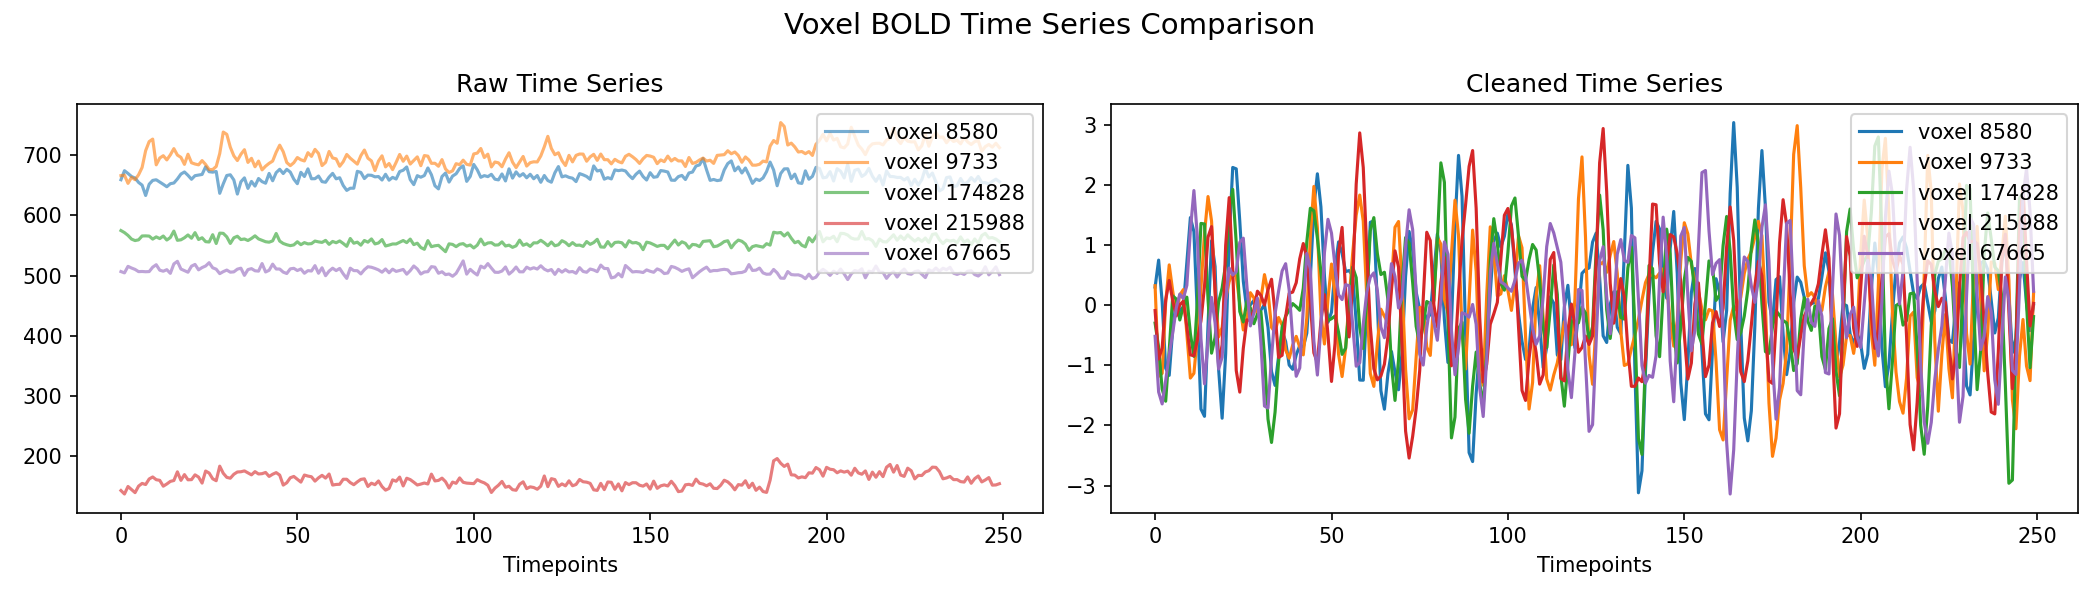 Voxel BOLD Time Series Comparison
Raw Time Series
voxel 8580
voxel 9733
voxel 174828
voxel 215988
voxel 67665
700
600
500
400
300
200
0 50 100 150 200 250
Timepoints
Cleaned Time Series
voxel 8580
voxel 9733
voxel 174828
voxel 215988
voxel 67665
3
2
1
0
−1
−2
−3
0 50 100 150 200 250
Timepoints